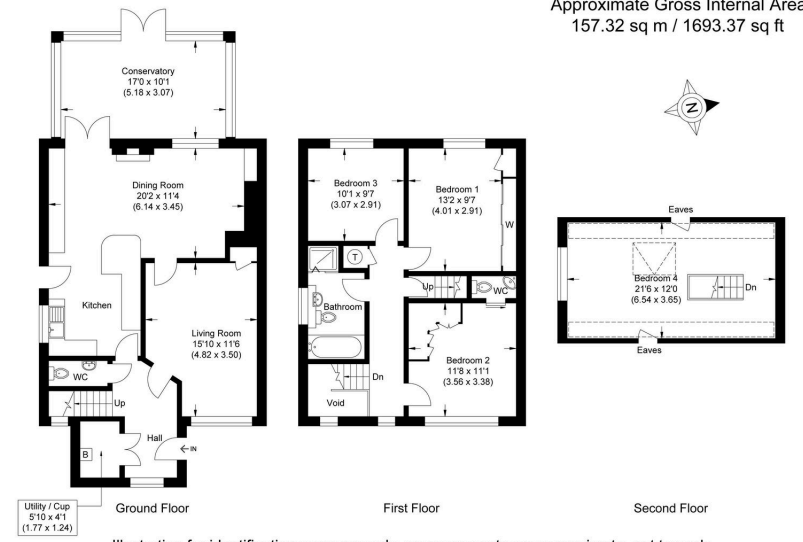 Approximate Gross Internal Area
157.32 sq m / 1693.37 sq ft
Conservatory
17'0 x 10'1
(5.18 x 3.07)
Dining Room
20'2 x 11'4
(6.14 x 3.45)
Kitchen
Living Room
15'10 x 11'6
(4.82 x 3.50)
WC
Up
Hall
IN
B
Utility / Cup
5'10 x 4'1
(1.77 x 1.24)
Ground Floor
Bedroom 3
10'1 x 9'7
(3.07 x 2.91)
Bedroom 1
13'2 x 9'7
(4.01 x 2.91)
W
T
Up
WC
Bathroom
Bedroom 2
11'8 x 11'1
(3.56 x 3.38)
Dn
Void
First Floor
N
Eaves
Bedroom 4
21'6 x 12'0
(6.54 x 3.65)
Dn
Eaves
Second Floor